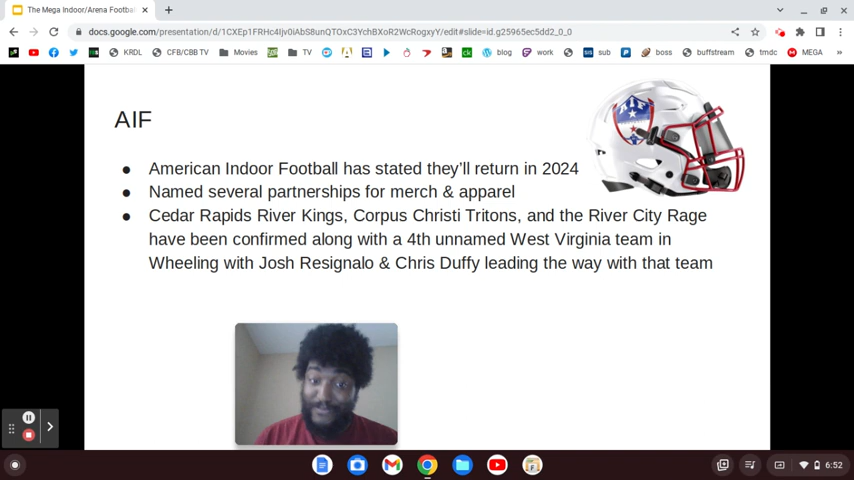 The Mega Indoor/Arena Footbal
docs.google.com/presentation/d/1CXEp1FRHc4Ijv0iAbS8unQTOxC3YchBXoR2WcRogxyY/edit#slide=id.g25965ec5dd2_0_0
KRDL
CFB/CBB TV
Movies
TV
blog
work
sub
boss
buffstream
tmdc
MEGA
»
AIF
AIF
● American Indoor Football has stated they'll return in 2024
● Named several partnerships for merch & apparel
● Cedar Rapids River Kings, Corpus Christi Tritons, and the River City Rage
have been confirmed along with a 4th unnamed West Virginia team in
Wheeling with Josh Resignalo & Chris Duffy leading the way with that team
6:52